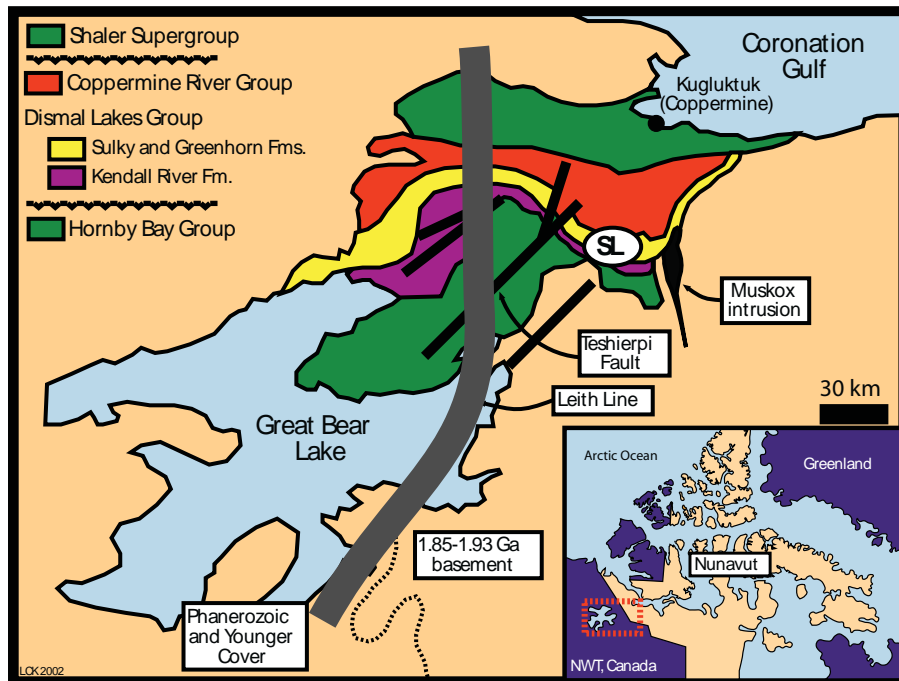 Shaler Supergroup
Coppermine River Group
Dismal Lakes Group
Sulky and Greenhorn Fms.
Kendall River Fm.
Hornby Bay Group
Coronation
Gulf
Kugluktuk
(Coppermine)
SL
Muskox
intrusion
Teshierpi
Fault
Leith Line
30 km
Great Bear
Lake
1.85-1.93 Ga
basement
Phanerozoic
and Younger
Cover
LCK2002
Arctic Ocean
Greenland
Nunavut
NWT, Canada